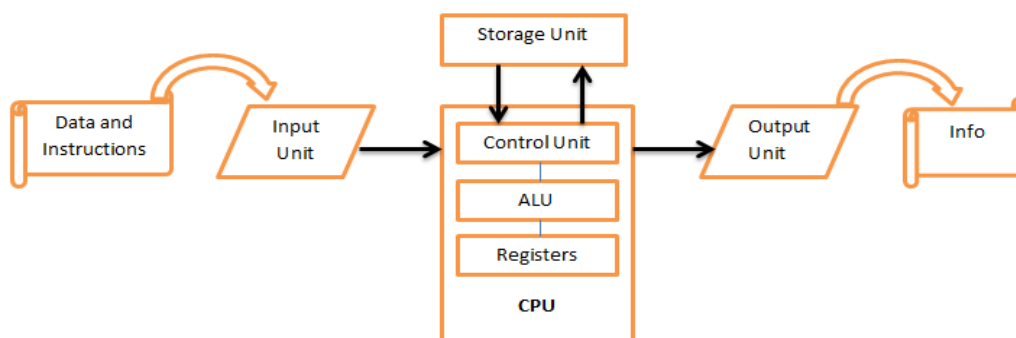 Storage Unit
Data and
Instructions
Input
Unit
Control Unit
ALU
Registers
CPU
Output
Unit
Info